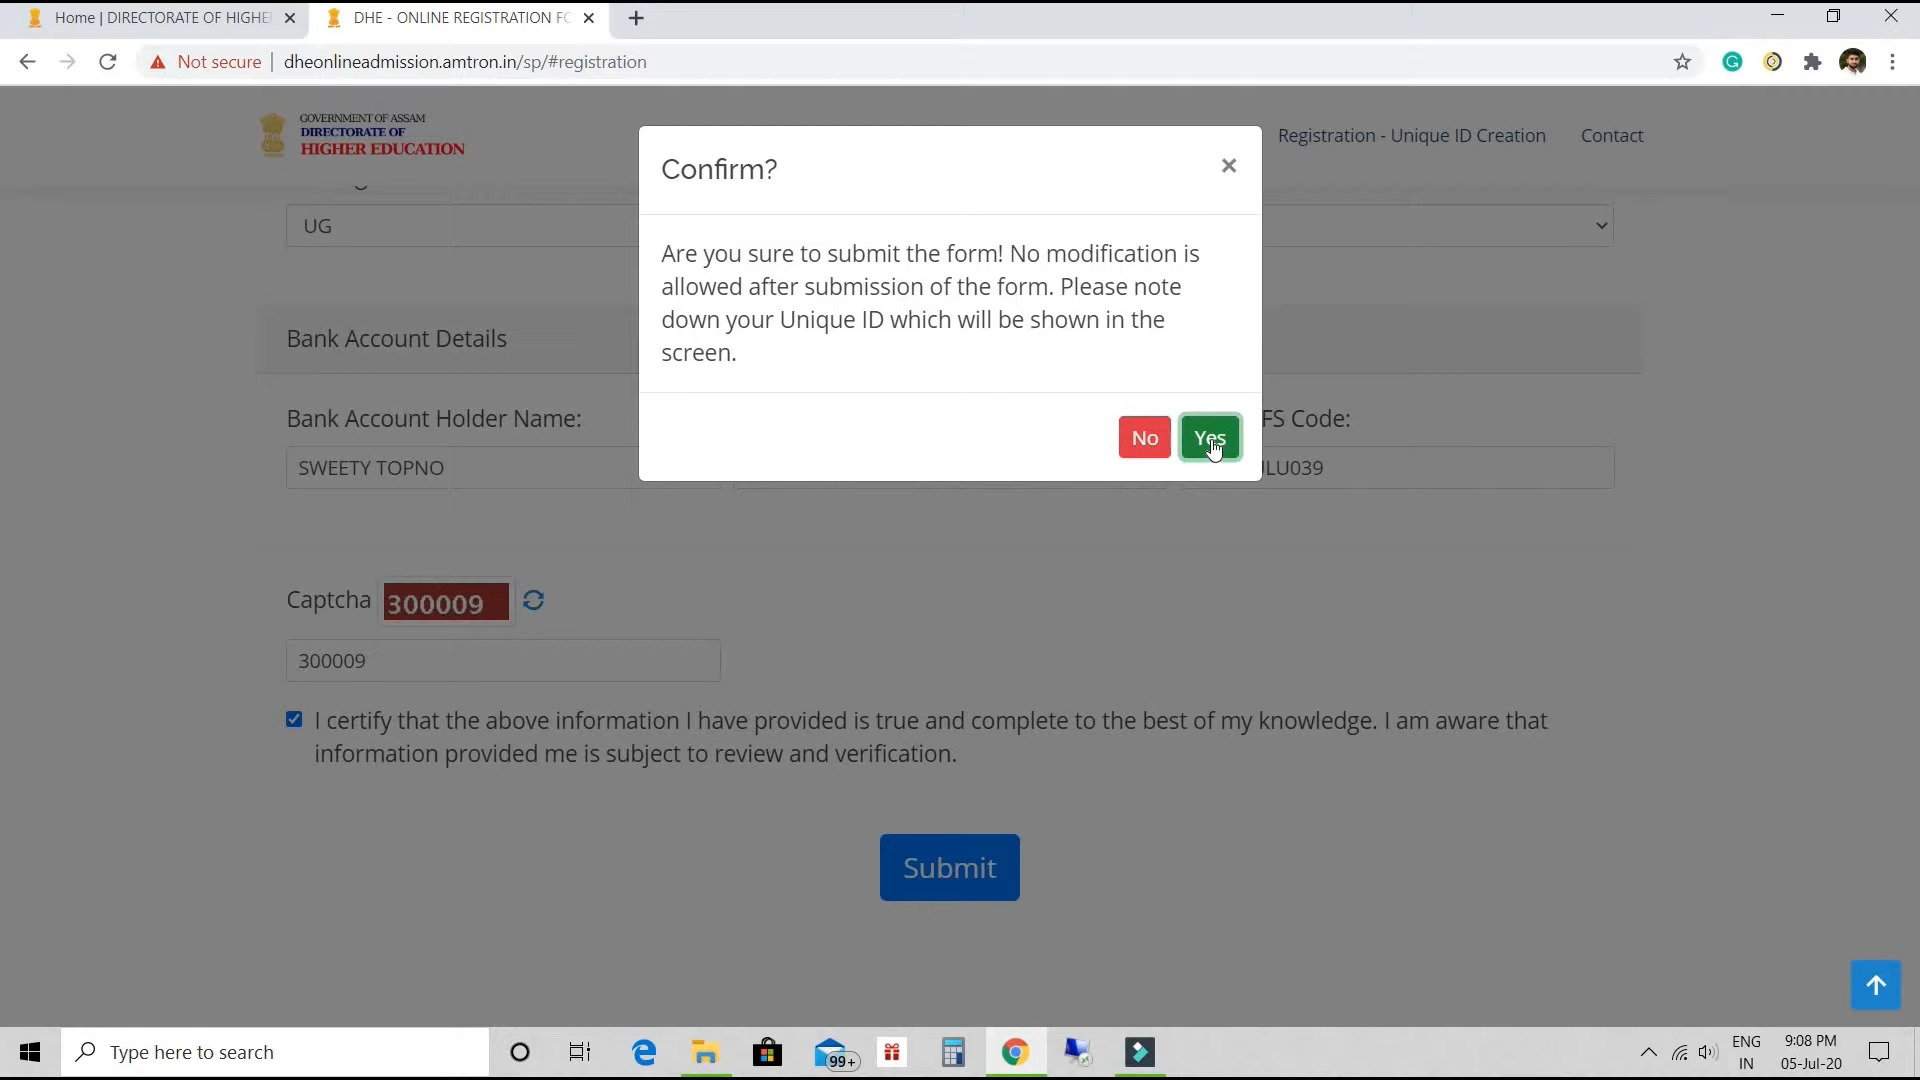 Home | DIRECTORATE OF HIGHE
DHE - ONLINE REGISTRATION FO
Not secure
dheonlineadmission.amtron.in/sp/#registration
GOVERNMENT OF ASSAM
DIRECTORATE OF
HIGHER EDUCATION
Registration - Unique ID Creation
Contact
Confirm?
Are you sure to submit the form! No modification is
allowed after submission of the form. Please note
down your Unique ID which will be shown in the
screen.
No
Yes
UG
Bank Account Details
Bank Account Holder Name:
FS Code:
SWEETY TOPNO
JLU039
Captcha 300009
300009
I certify that the above information I have provided is true and complete to the best of my knowledge. I am aware that
information provided me is subject to review and verification.
Submit
Type here to search
99+
ENG
IN
9:08 PM
05-Jul-20